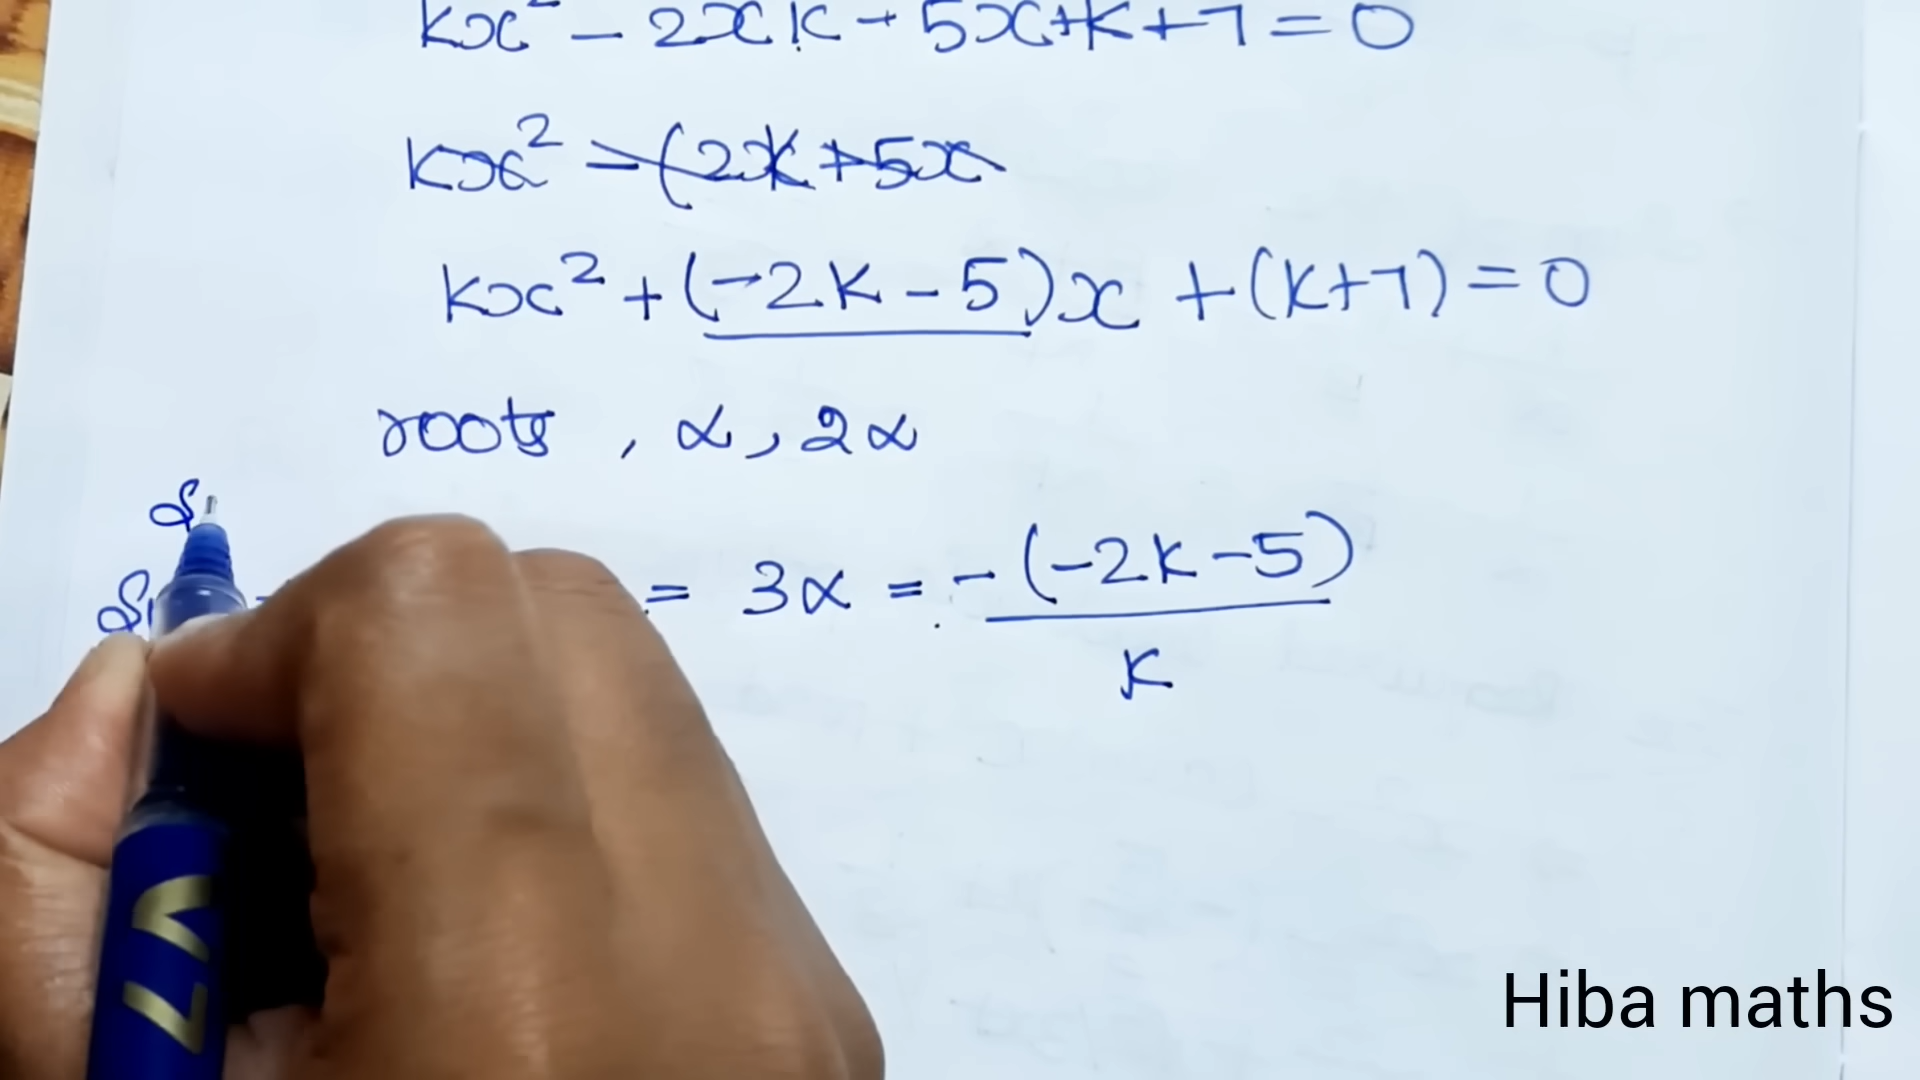 kx² - 2xk - 5x+k+7=0
kx² -(2k+5x
kx² + (-2k-5)x + (k+7)=0
roots, α, 2α
= 3α = -(-2k-5)
k
V7
Hiba maths